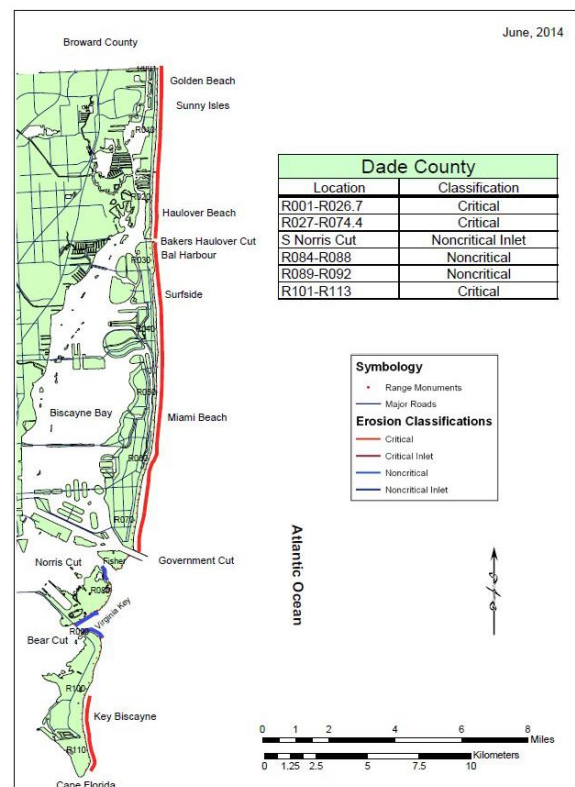 June, 2014
Broward County
Golden Beach
Sunny Isles
R010
R020
Haulover Beach
Bakers Haulover Cut
Bal Harbour
R030
Surfside
R040
R050
Biscayne Bay
Miami Beach
R060
R070
Government Cut
Norris Cut
Fisher
R080
Virginia Key
R090
Bear Cut
R100
Key Biscayne
R110
Cape Florida
Dade County
Location Classification
R001-R026.7 Critical
R027-R074.4 Critical
S Norris Cut Noncritical Inlet
R084-R088 Noncritical
R089-R092 Noncritical
R101-R113 Critical
Symbology
Range Monuments
Major Roads
Erosion Classifications
Critical
Critical Inlet
Noncritical
Noncritical Inlet
Atlantic Ocean
0 1 2 4 6 8
Miles
Kilometers
0 1.25 2.5 5 7.5 10